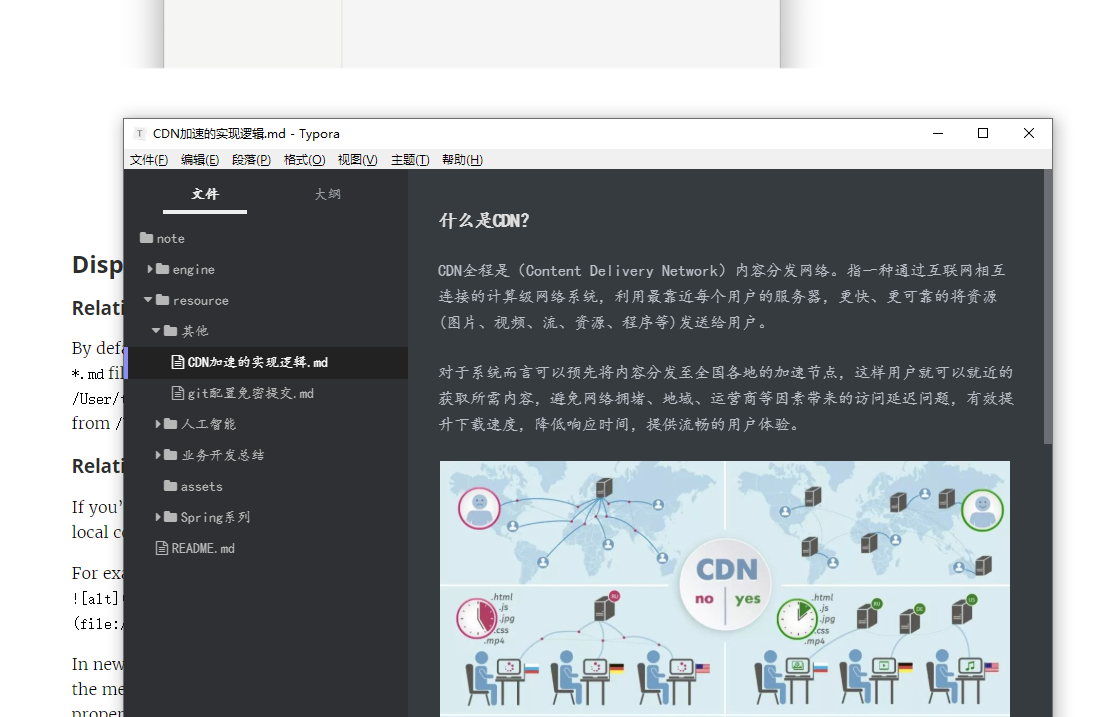 CDN加速的实现逻辑.md - Typora
文件(F) 编辑(E) 段落(P) 格式(O) 视图(V) 主题(T) 帮助(H)
文件 大纲
note
engine
resource
其他
CDN加速的实现逻辑.md
git配置免密提交.md
人工智能
业务开发总结
assets
Spring系列
README.md
什么是CDN?
CDN全程是（Content Delivery Network）内容分发网络。指一种通过互联网相互
连接的计算级网络系统，利用最靠近每个用户的服务器，更快、更可靠的将资源
(图片、视频、流、资源、程序等)发送给用户。
对于系统而言可以预先将内容分发至全国各地的加速节点，这样用户就可以就近的
获取所需内容，避免网络拥堵、地域、运营商等因素带来的访问延迟问题，有效提
升下载速度，降低响应时间，提供流畅的用户体验。
CDN
no yes
.html
.js
.jpg
.css
.mp4
RU
.html
.js
.jpg
.css
.mp4
RU
DE
US
Disp
Relati
By defa
*.md fil
/User/
from /
Relati
If you'
local co
For exa
![alt]
(file:/
In new
the me
proper